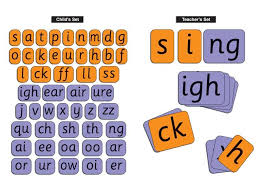 Child's Set
s a t p i n m d g
o c k e u r h b f
l ck ff ll ss
igh ear air ure
j v w x y z zz
qu ch sh th ng
ai ee oa oo ar
or ur ow oi er
Teacher's Set
s i ng
igh
ck
h